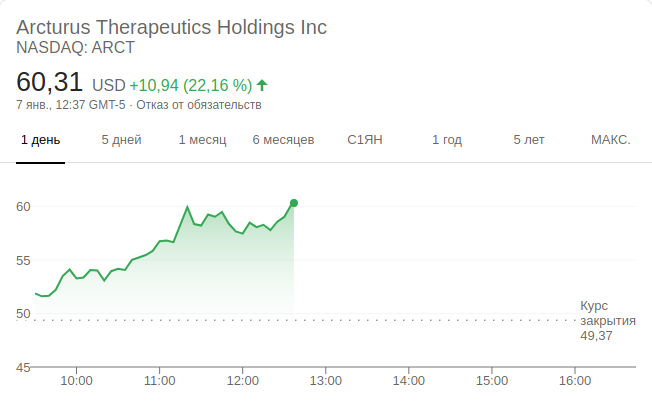 Arcturus Therapeutics Holdings Inc
NASDAQ: ARCT
60,31 USD +10,94 (22,16 %)
7 янв., 12:37 GMT-5 · Отказ от обязательств
1 день 5 дней 1 месяц 6 месяцев С1ЯН 1 год 5 лет МАКС.
60
55
50
Курс
закрытия
49,37
45
10:00 11:00 12:00 13:00 14:00 15:00 16:00